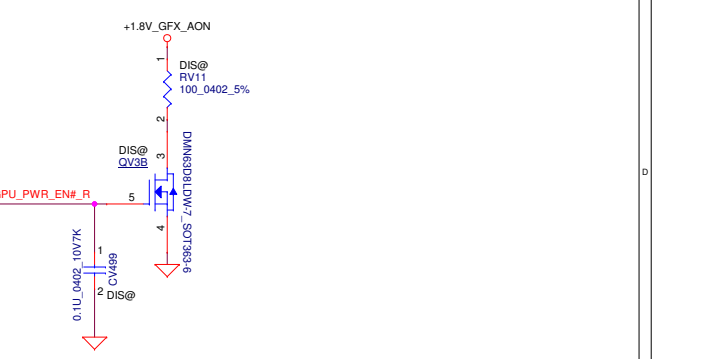 +1.8V_GFX_AON
1
DIS@
RV11
100_0402_5%
2
3
DIS@
QV3B
DMN63D8LDW-7_SOT363-6
D
PU_PWR_EN#_R
5
4
0.1U_0402_10V7K
1
CV499
2
DIS@